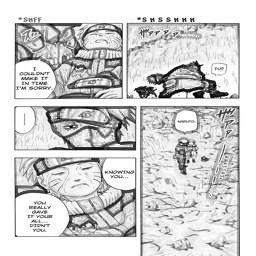 *SHFF
I
COULDN'T
MAKE IT
IN TIME
I'M SORRY.
*SHSSHHH
PUP
KNOWING
YOU...
YOU
REALLY
GAVE
IT YOUR
ALL...
DIDN'T
YOU.
NARUTO.